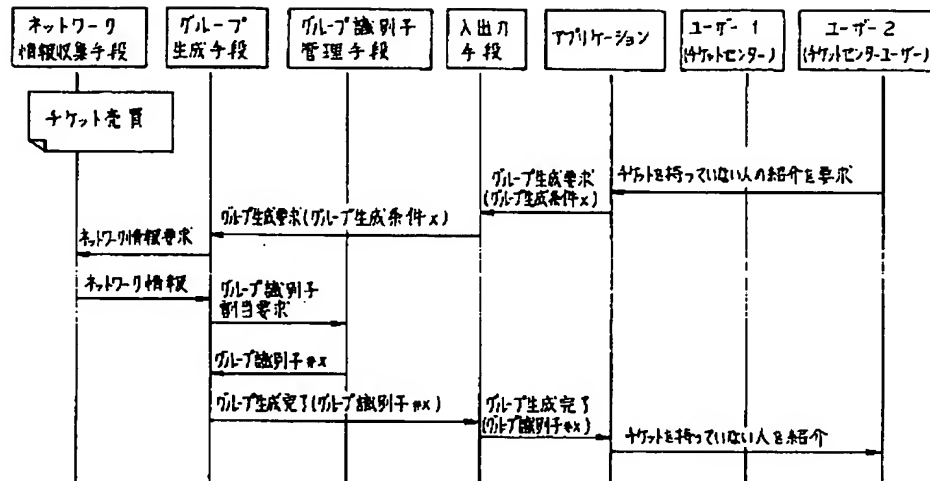 ネットワーク
情報収集手段
グループ
生成手段
グループ識別子
管理手段
入出力
手段
アプリケーション
ユーザー 1
(チケットセンター)
ユーザー 2
(チケットセンターユーザー)
チケット売買
チケットを持っていない人の紹介を要求
グループ生成要求
(グループ生成条件x)
グループ生成要求(グループ生成条件x)
ネットワーク情報要求
ネットワーク情報
グループ識別子
割当要求
グループ識別子#x
グループ生成完了(グループ識別子#x)
グループ生成完了
(グループ識別子#x)
チケットを持っていない人を紹介